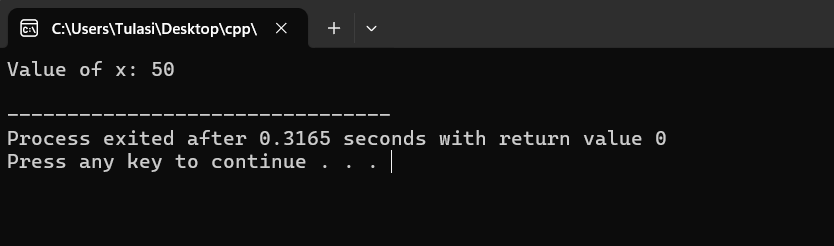 C:\Users\Tulasi\Desktop\cpp\
Value of x: 50
--------------------------------
Process exited after 0.3165 seconds with return value 0
Press any key to continue . . .